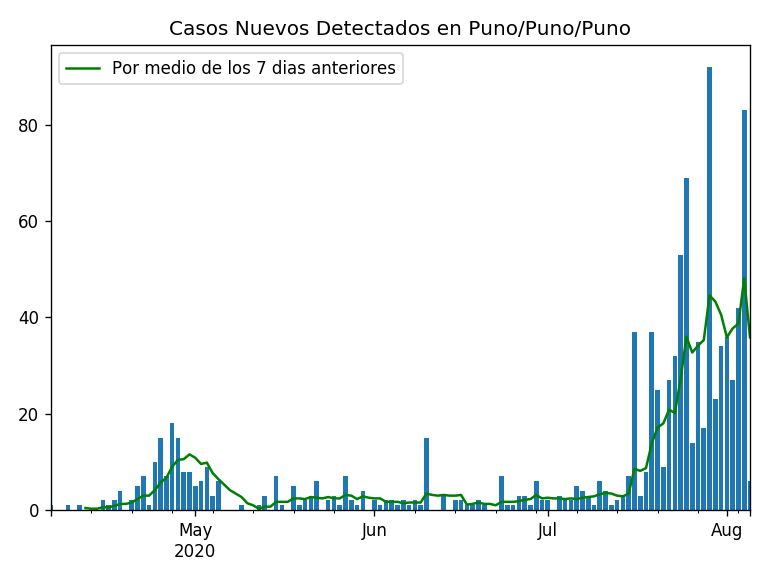 Casos Nuevos Detectados en Puno/Puno/Puno
Por medio de los 7 dias anteriores
80
60
40
20
0
May
2020
Jun
Jul
Aug